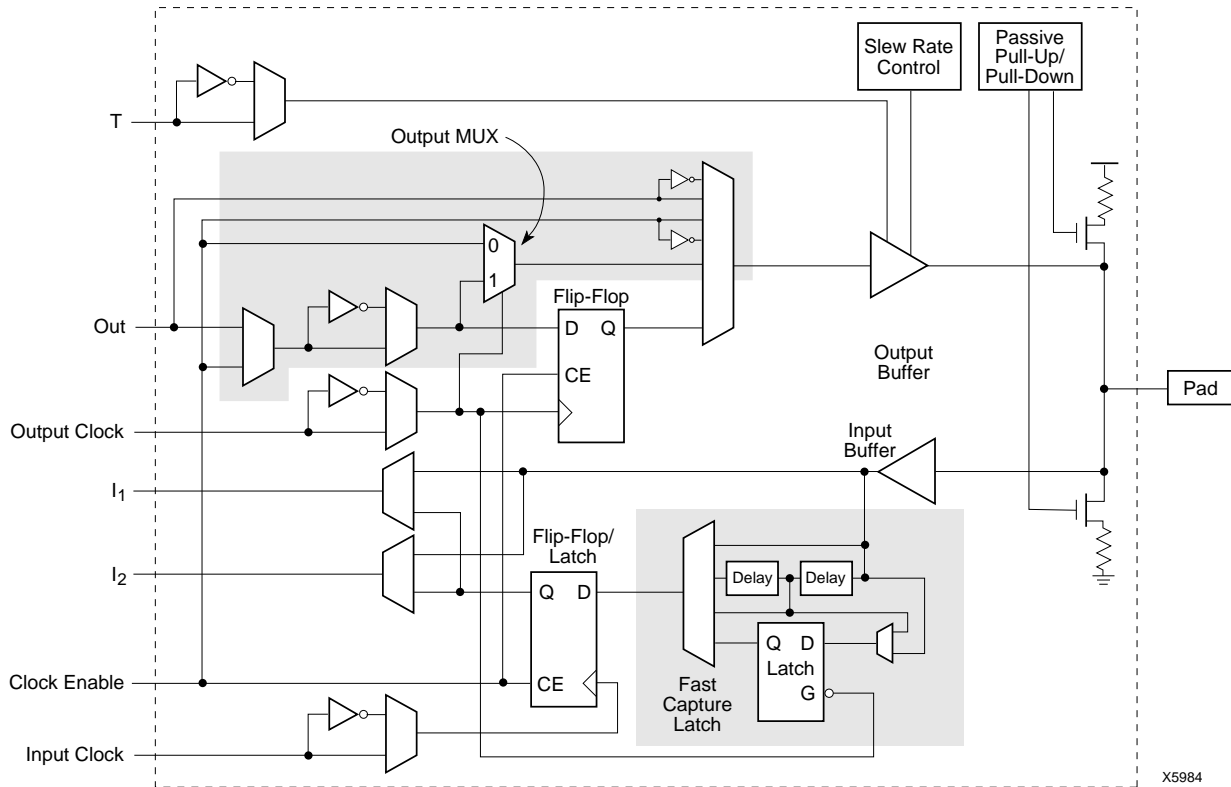 Slew Rate
Control
Passive
Pull-Up/
Pull-Down
T
Output MUX
0
1
Flip-Flop
D
Q
CE
Out
Output
Buffer
Pad
Output Clock
Input
Buffer
I1
Flip-Flop/
Latch
I2
Delay
Delay
Q
D
Q
D
Latch
G
Clock Enable
CE
Fast
Capture
Latch
Input Clock
X5984